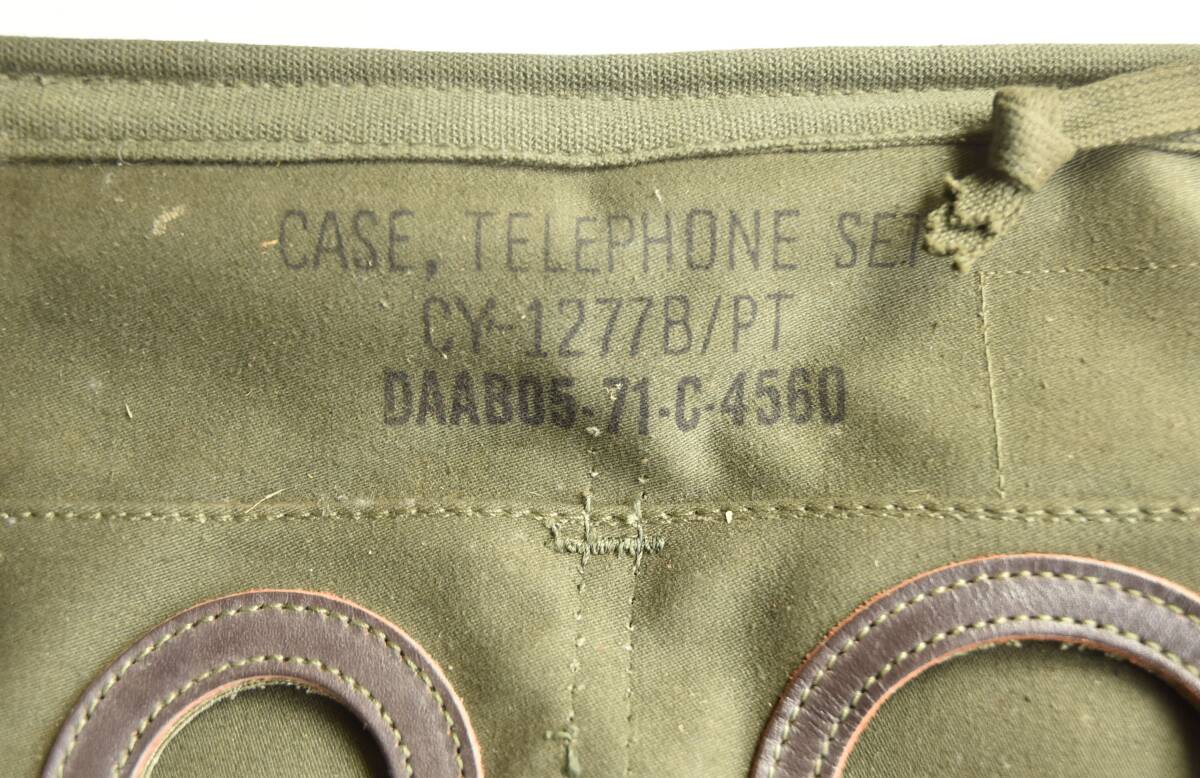 CASE, TELEPHONE SET
CY-1277B/PT
DAAB05-71-C-4560